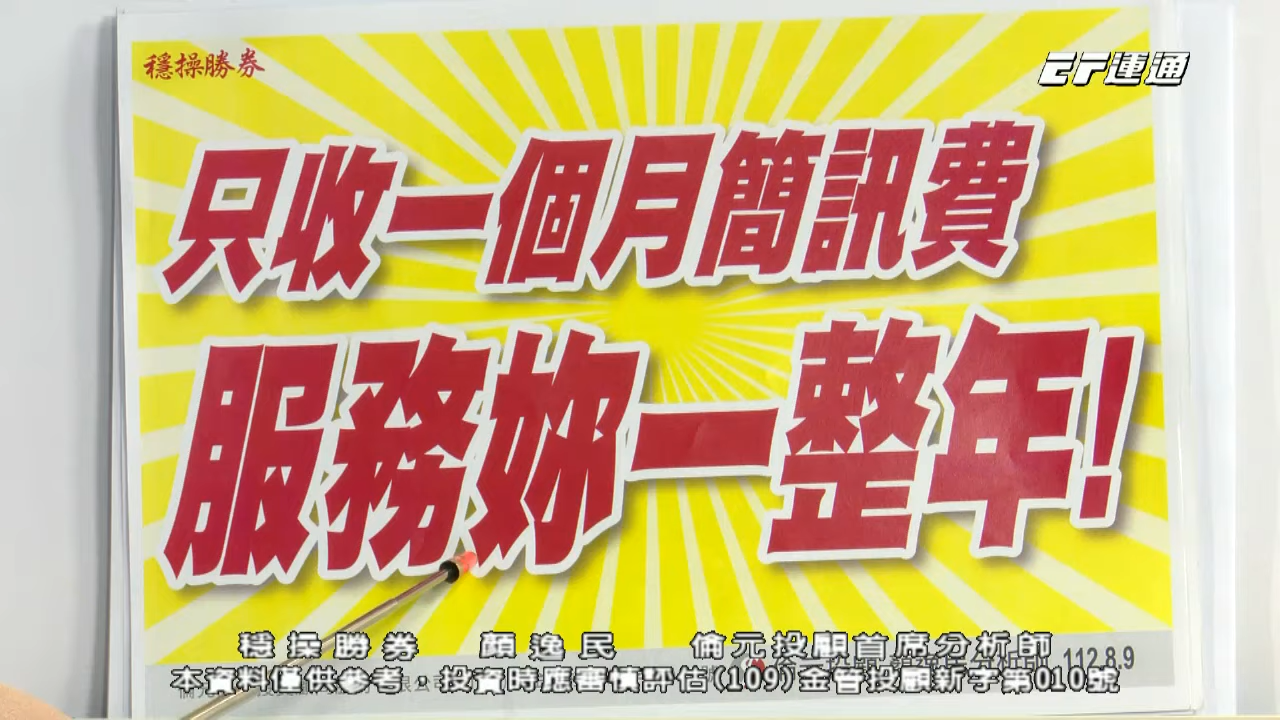 穩操勝券
EF運通
只收一個月簡訊費
服務妳一整年!
穩操勝券 顏逸民 倫元投顧首席分析師
112.8.9
本資料僅供參考，投資時應審慎評估(109)金管投顧新字第010號